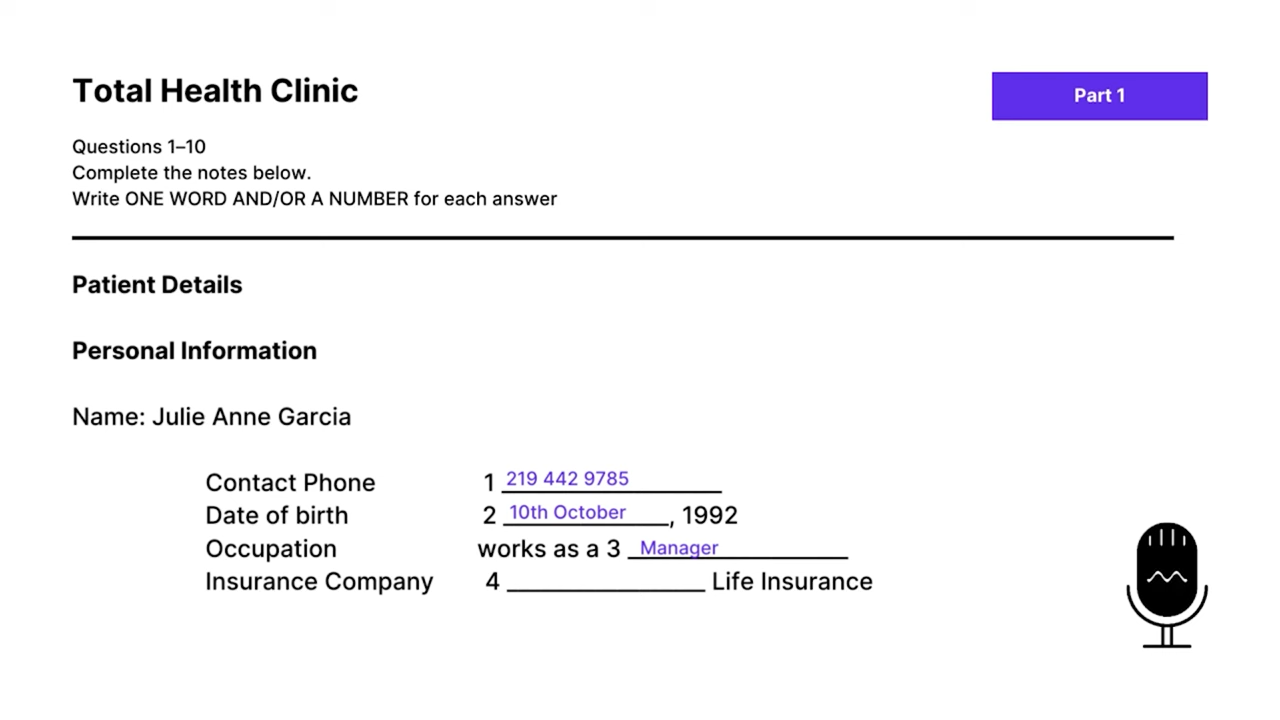 Total Health Clinic
Part 1
Questions 1–10
Complete the notes below.
Write ONE WORD AND/OR A NUMBER for each answer
Patient Details
Personal Information
Name: Julie Anne Garcia
Contact Phone 1 219 442 9785
Date of birth 2 10th October, 1992
Occupation works as a 3 Manager
Insurance Company 4 ________________ Life Insurance